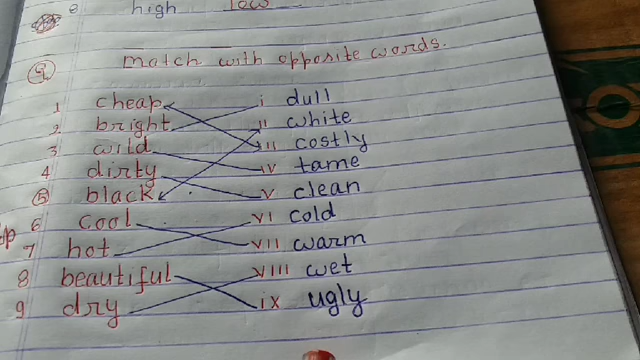 8 high low
Q Match with opposite words.
1 cheap i dull
2 bright ii white
3 wild iii costly
4 dirty iv tame
5 black v clean
6 cool vi cold
7 hot vii warm
8 beautiful viii wet
9 dry ix ugly